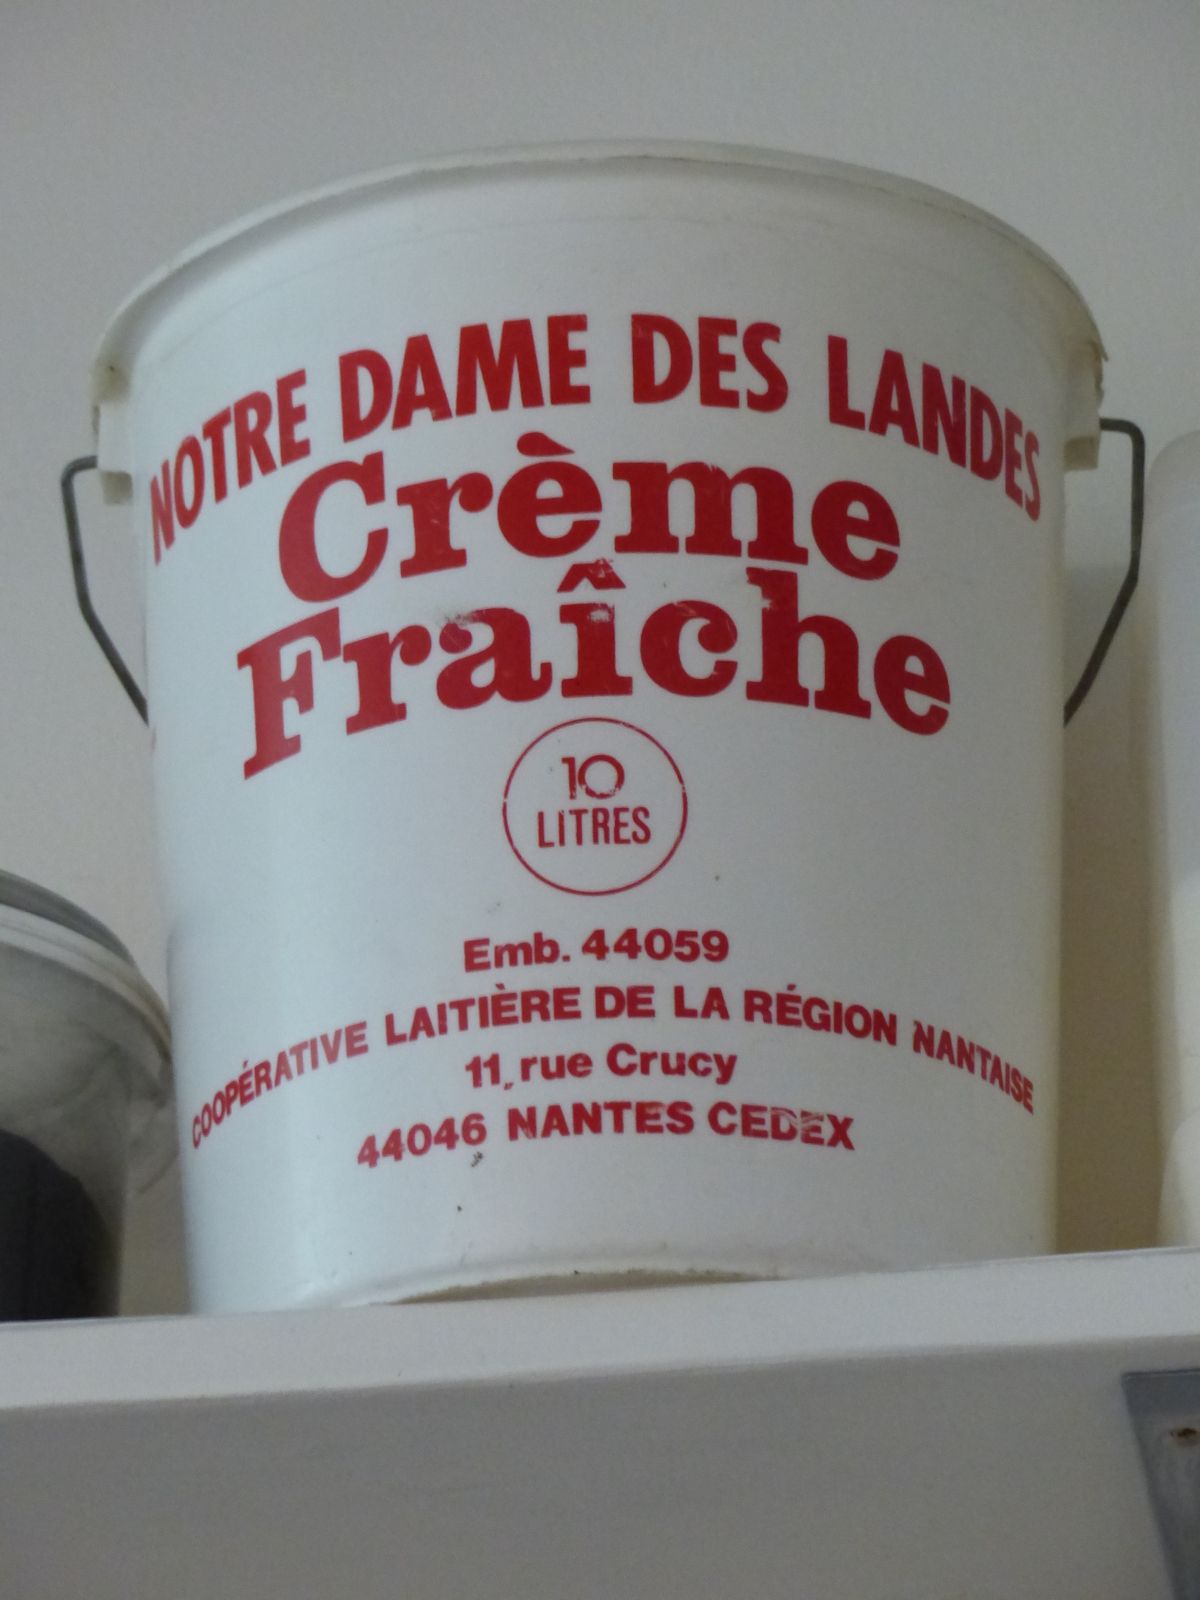 NOTRE DAME DES LANDES
Crème
Fraîche
10
LITRES
Emb. 44059
COOPÉRATIVE LAITIÈRE DE LA RÉGION NANTAISE
11, rue Crucy
44046 NANTES CEDEX